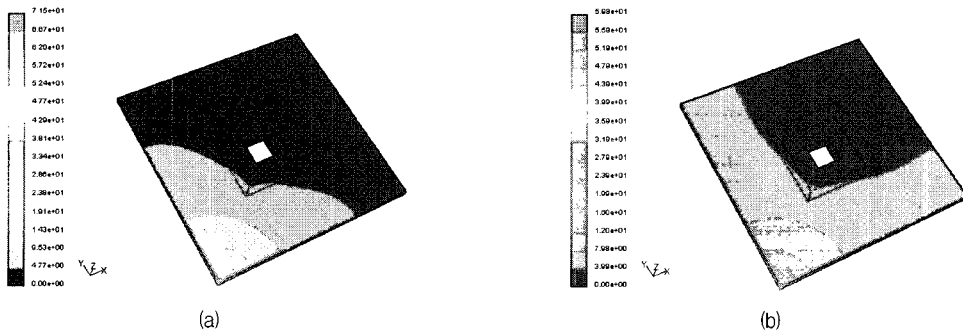 7.15e+01
6.67e+01
6.20e+01
5.72e+01
5.24e+01
4.77e+01
4.29e+01
3.81e+01
3.34e+01
2.86e+01
2.38e+01
1.91e+01
1.43e+01
9.53e+00
4.77e+00
0.00e+00
Y Z X
(a)
5.98e+01
5.59e+01
5.19e+01
4.79e+01
4.39e+01
3.99e+01
3.59e+01
3.19e+01
2.79e+01
2.39e+01
1.99e+01
1.60e+01
1.20e+01
7.98e+00
3.99e+00
0.00e+00
Y Z X
(b)